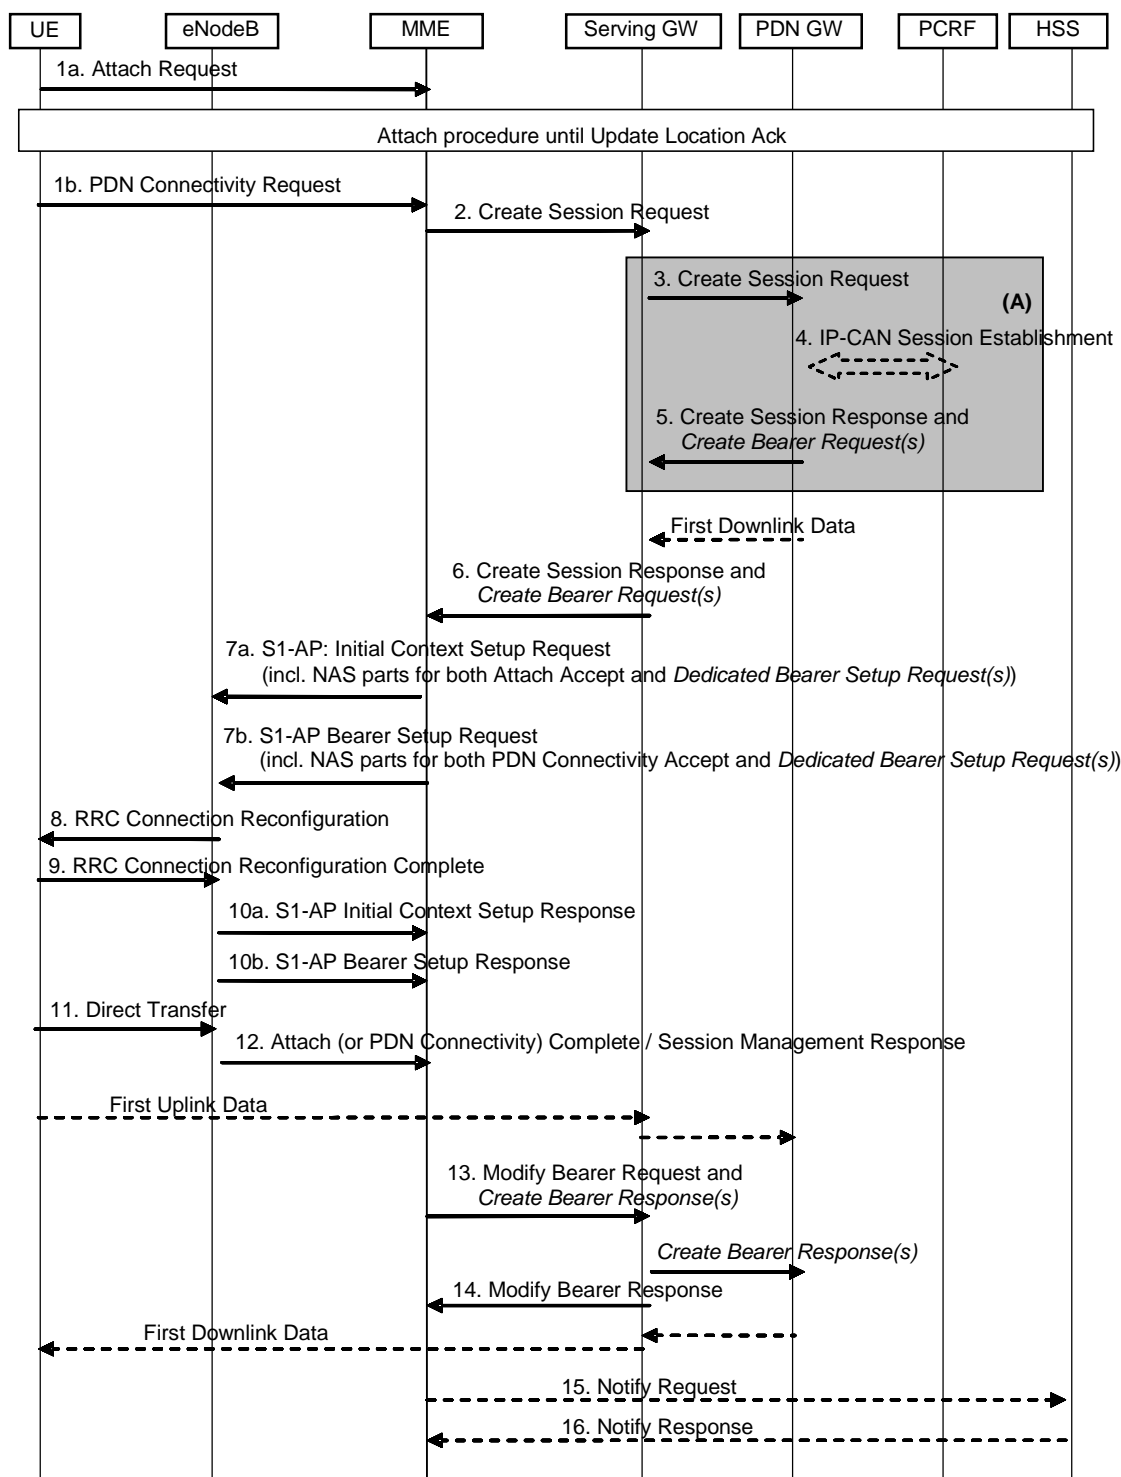 UE eNodeB MME Serving GW PDN GW PCRF HSS
1a. Attach Request
Attach procedure until Update Location Ack
1b. PDN Connectivity Request
2. Create Session Request
3. Create Session Request
(A)
4. IP-CAN Session Establishment
5. Create Session Response and
Create Bearer Request(s)
First Downlink Data
6. Create Session Response and
Create Bearer Request(s)
7a. S1-AP: Initial Context Setup Request
(incl. NAS parts for both Attach Accept and Dedicated Bearer Setup Request(s))
7b. S1-AP Bearer Setup Request
(incl. NAS parts for both PDN Connectivity Accept and Dedicated Bearer Setup Request(s))
8. RRC Connection Reconfiguration
9. RRC Connection Reconfiguration Complete
10a. S1-AP Initial Context Setup Response
10b. S1-AP Bearer Setup Response
11. Direct Transfer
12. Attach (or PDN Connectivity) Complete / Session Management Response
First Uplink Data
13. Modify Bearer Request and
Create Bearer Response(s)
Create Bearer Response(s)
14. Modify Bearer Response
First Downlink Data
15. Notify Request
16. Notify Response